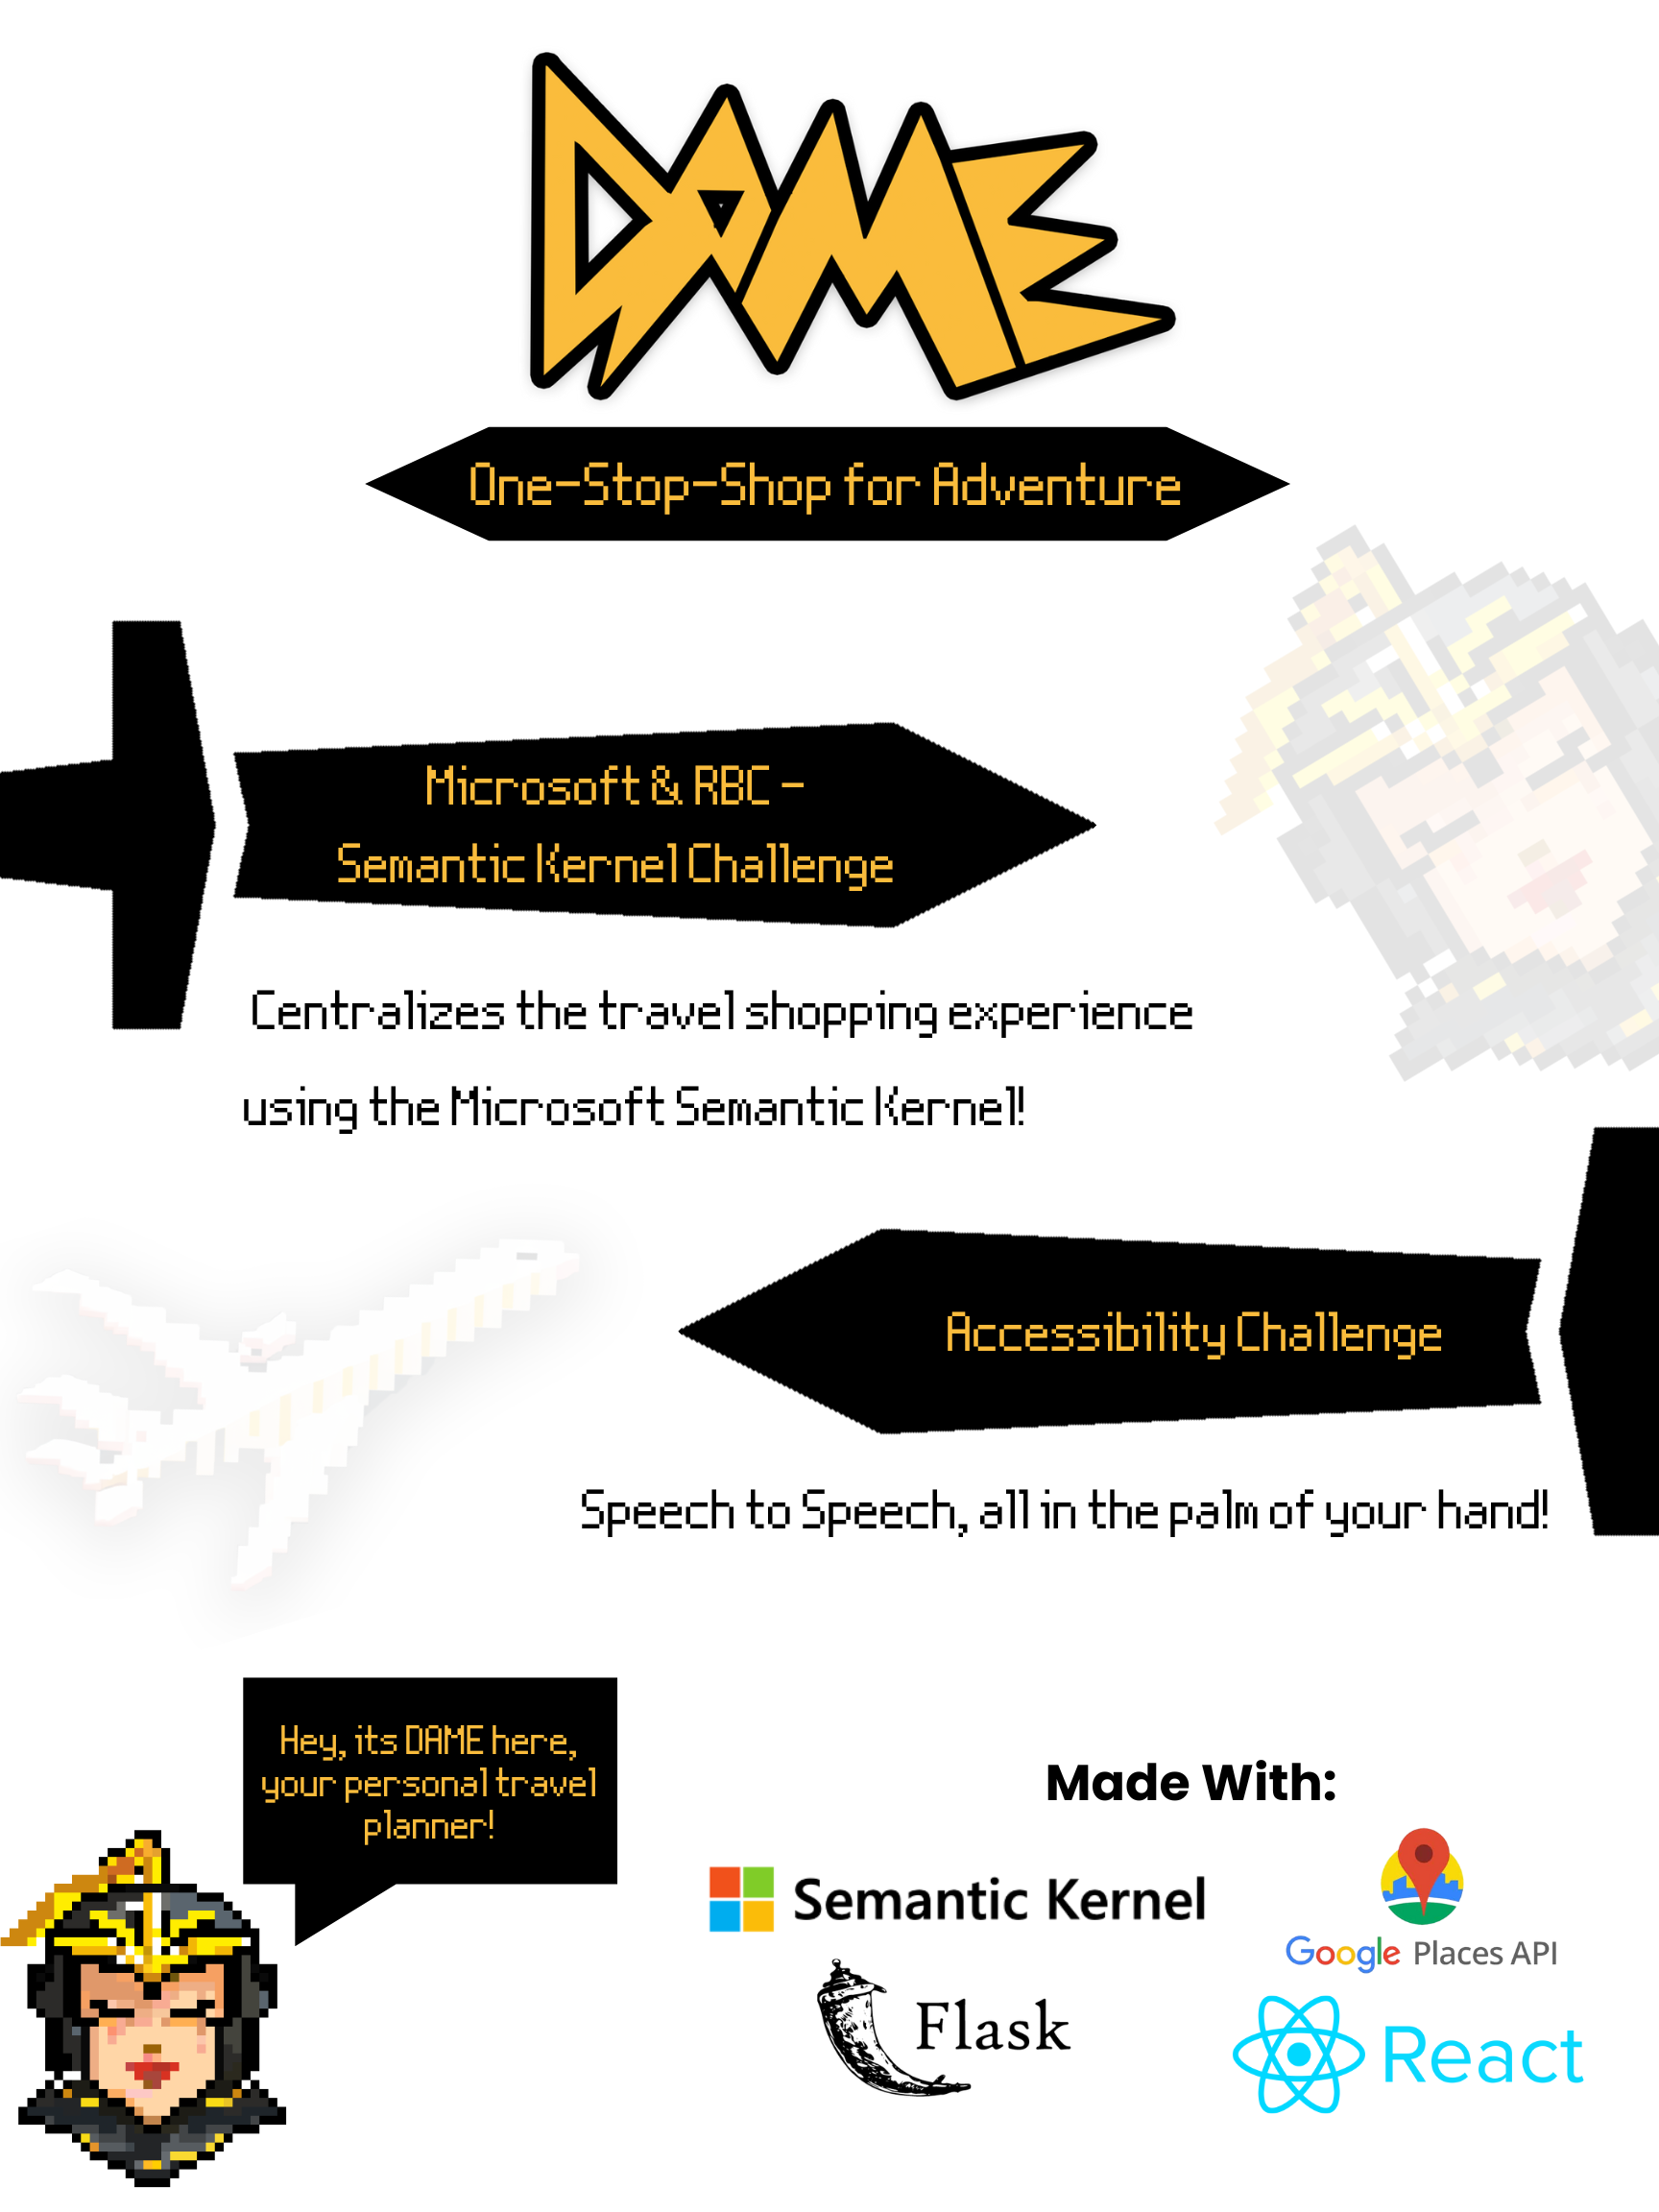 DAME
One-Stop-Shop for Adventure
Microsoft & RBC -
Semantic Kernel Challenge
Centralizes the travel shopping experience
using the Microsoft Semantic Kernel!
Accessibility Challenge
Speech to Speech, all in the palm of your hand!
Hey, its DAME here,
your personal travel
planner!
Made With:
Semantic Kernel
Google Places API
Flask
React